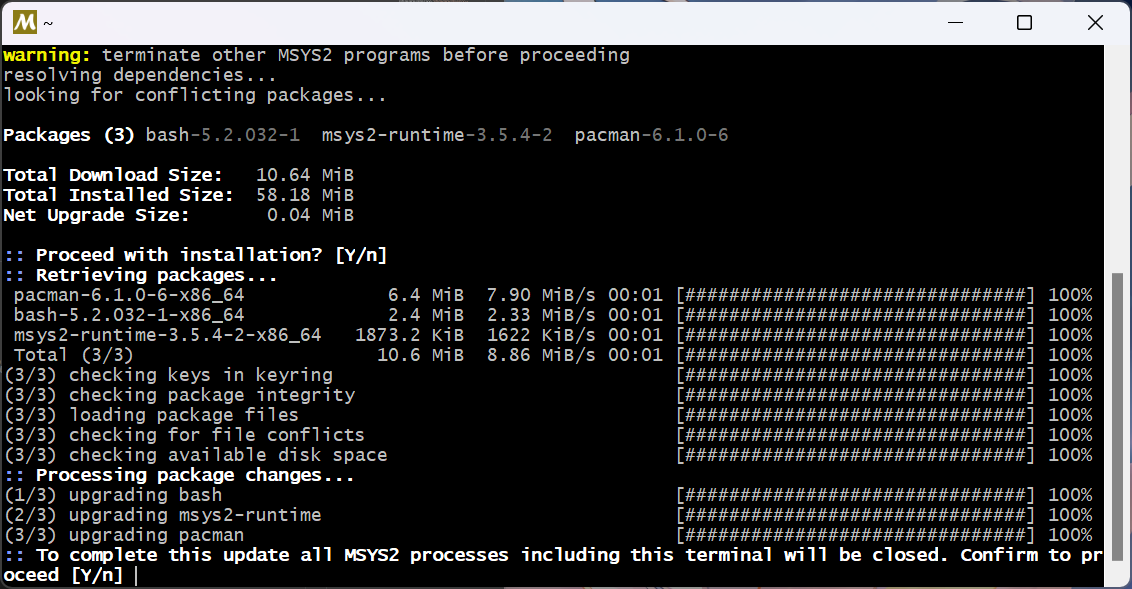 M ~
warning: terminate other MSYS2 programs before proceeding
resolving dependencies...
looking for conflicting packages...
Packages (3) bash-5.2.032-1  msys2-runtime-3.5.4-2  pacman-6.1.0-6
Total Download Size:   10.64 MiB
Total Installed Size:  58.18 MiB
Net Upgrade Size:       0.04 MiB
:: Proceed with installation? [Y/n]
:: Retrieving packages...
pacman-6.1.0-6-x86_64             6.4 MiB  7.90 MiB/s 00:01 [###############################] 100%
bash-5.2.032-1-x86_64             2.4 MiB  2.33 MiB/s 00:01 [###############################] 100%
msys2-runtime-3.5.4-2-x86_64   1873.2 KiB  1622 KiB/s 00:01 [###############################] 100%
Total (3/3)                      10.6 MiB  8.86 MiB/s 00:01 [###############################] 100%
(3/3) checking keys in keyring                               [###############################] 100%
(3/3) checking package integrity                             [###############################] 100%
(3/3) loading package files                                  [###############################] 100%
(3/3) checking for file conflicts                            [###############################] 100%
(3/3) checking available disk space                          [###############################] 100%
:: Processing package changes...
(1/3) upgrading bash                                         [###############################] 100%
(2/3) upgrading msys2-runtime                                [###############################] 100%
(3/3) upgrading pacman                                       [###############################] 100%
:: To complete this update all MSYS2 processes including this terminal will be closed. Confirm to pr
oceed [Y/n]